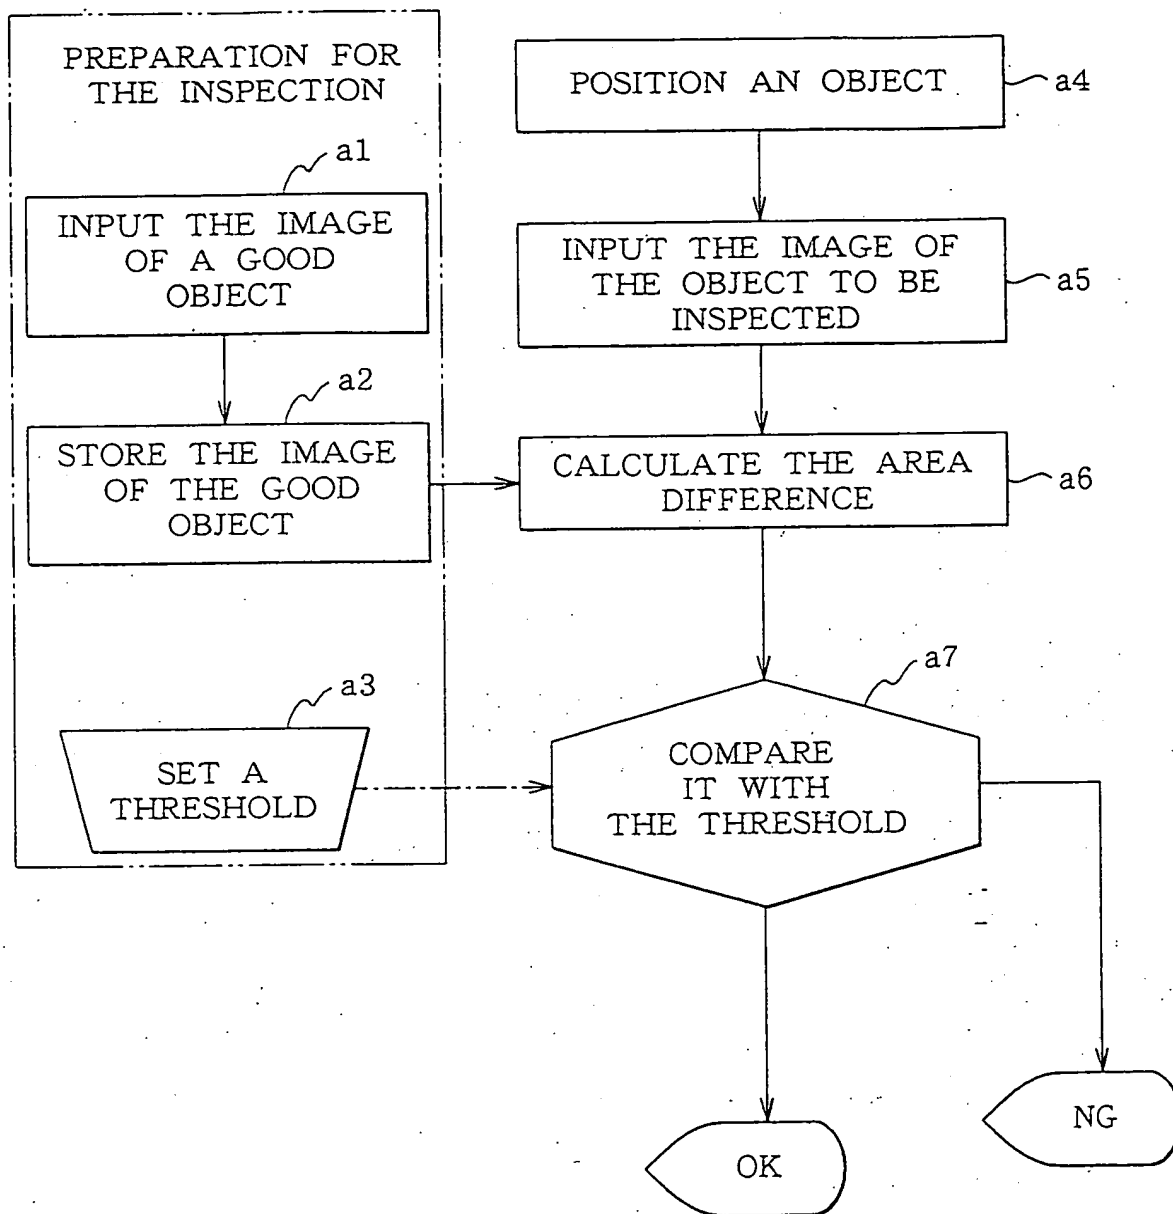 PREPARATION FOR
THE INSPECTION
a1
INPUT THE IMAGE
OF A GOOD
OBJECT
a2
STORE THE IMAGE
OF THE GOOD
OBJECT
a3
SET A
THRESHOLD
POSITION AN OBJECT
a4
INPUT THE IMAGE OF
THE OBJECT TO BE
INSPECTED
a5
CALCULATE THE AREA
DIFFERENCE
a6
a7
COMPARE
IT WITH
THE THRESHOLD
NG
OK